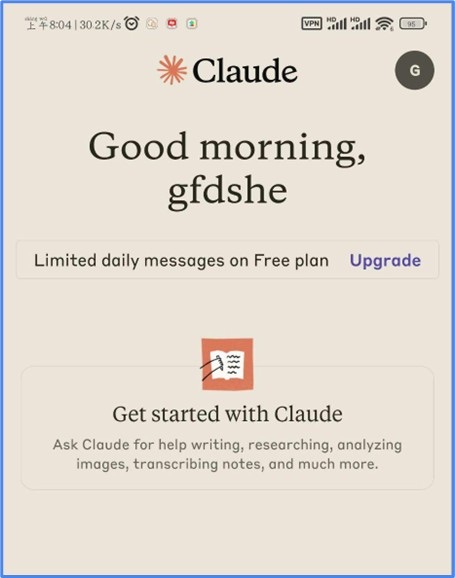 上午8:04 | 30.2K/s VPN HD HD 95
Claude G
Good morning,
gfdshe
Limited daily messages on Free plan Upgrade
Get started with Claude
Ask Claude for help writing, researching, analyzing
images, transcribing notes, and much more.